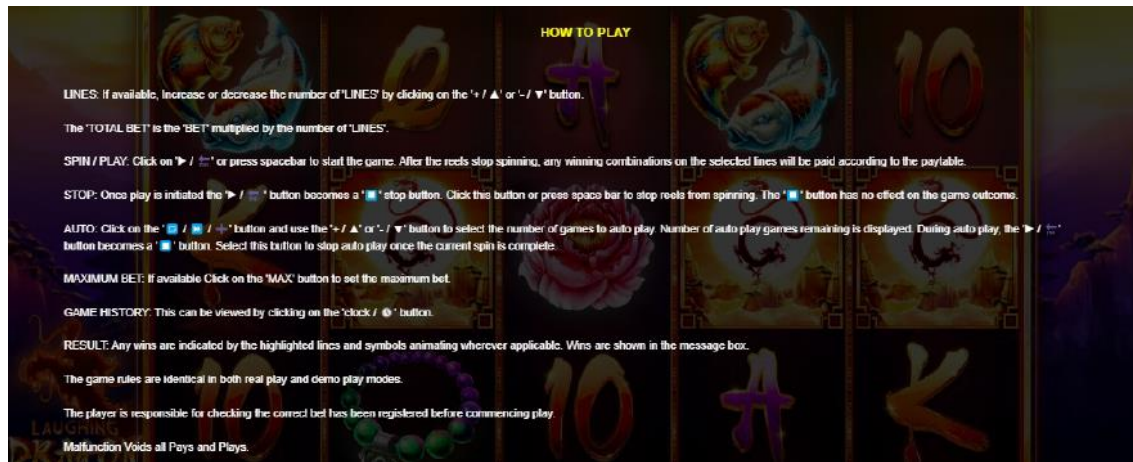 HOW TO PLAY
LINES: If available, Increase or decrease the number of 'LINES' by clicking on the '+ / ▲' or '- / ▼' button.
The 'TOTAL BET' is the 'BET' multiplied by the number of 'LINES'.
SPIN / PLAY: Click on '▶ / ' or press spacebar to start the game. After the reels stop spinning, any winning combinations on the selected lines will be paid according to the paytable.
STOP: Once play is initiated the '▶ / ' button becomes a '■' stop button. Click this button or press space bar to stop reels from spinning. The '■' button has no effect on the game outcome.
AUTO: Click on the ' / / ' button and use the '+ / ▲' or '- / ▼' button to select the number of games to auto play. Number of auto play games remaining is displayed. During auto play, the '▶ / '
button becomes a '■' button. Select this button to stop auto play once the current spin is complete.
MAXIMUM BET: If available Click on the 'MAX' button to set the maximum bet.
GAME HISTORY: This can be viewed by clicking on the 'clock / ' button.
RESULT: Any wins are indicated by the highlighted lines and symbols animating wherever applicable. Wins are shown in the message box.
The game rules are identical in both real play and demo play modes.
The player is responsible for checking the correct bet has been registered before commencing play.
LAUGHING
Malfunction Voids all Pays and Plays.
Q
A
10
10
10
A
K